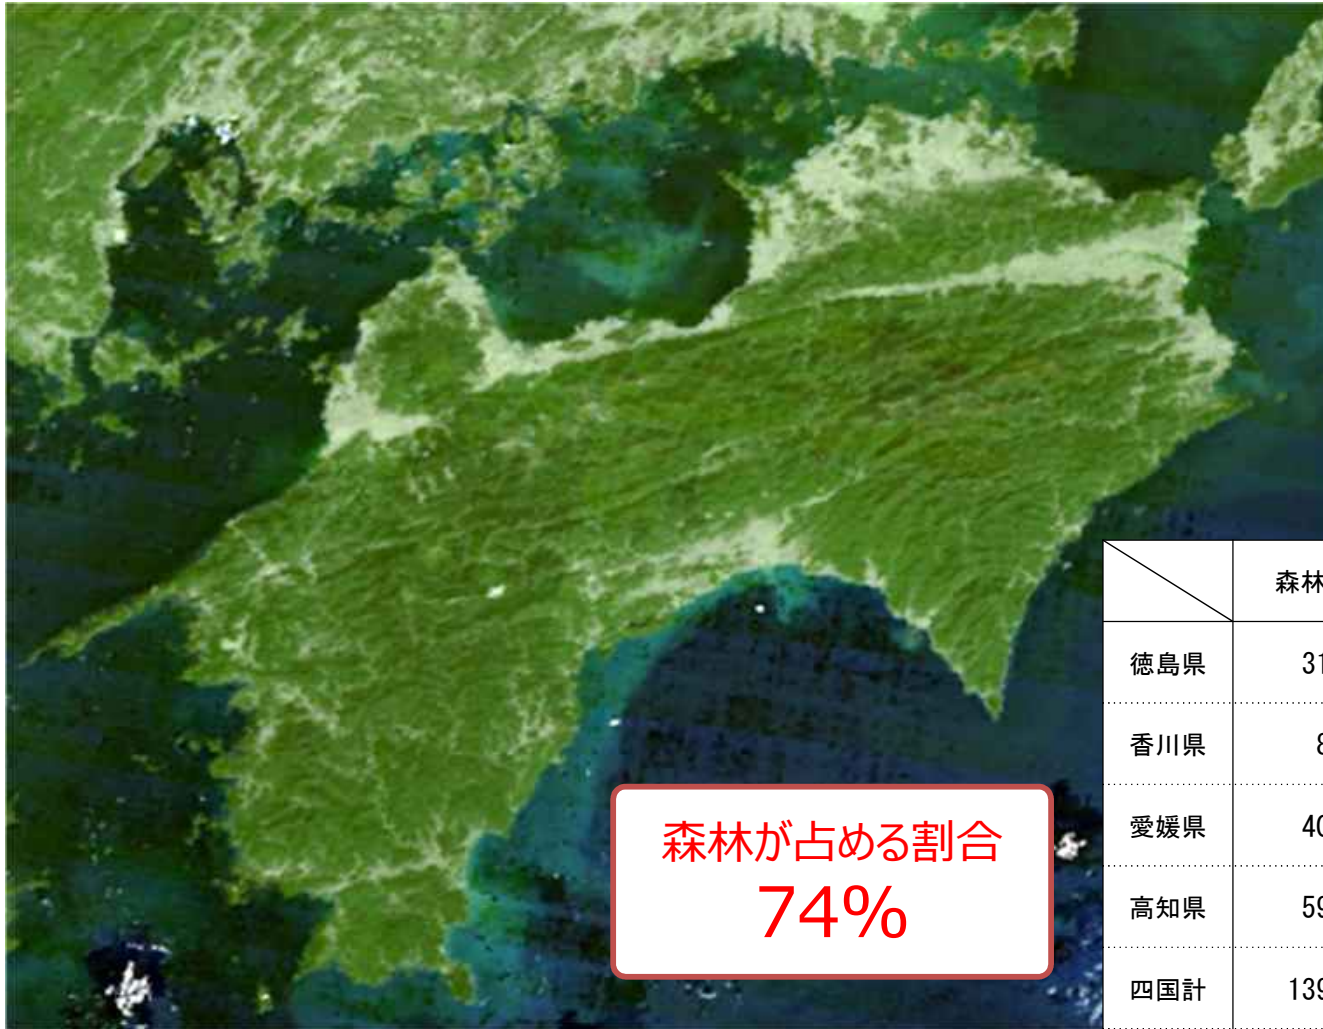 森林が占める割合
74%
森林
徳島県 31
香川県 8
愛媛県 40
高知県 59
四国計 139